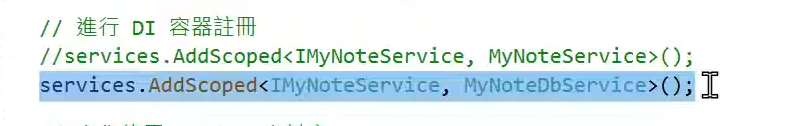 // 進行 DI 容器註冊
//services.AddScoped<IMyNoteService, MyNoteService>();
services.AddScoped<IMyNoteService, MyNoteDbService>();